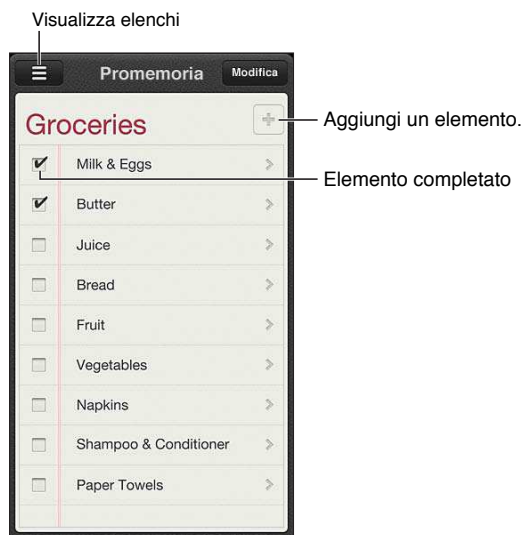 Visualizza elenchi
Promemoria Modifica
Groceries
Aggiungi un elemento.
Milk & Eggs
Elemento completato
Butter
Juice
Bread
Fruit
Vegetables
Napkins
Shampoo & Conditioner
Paper Towels